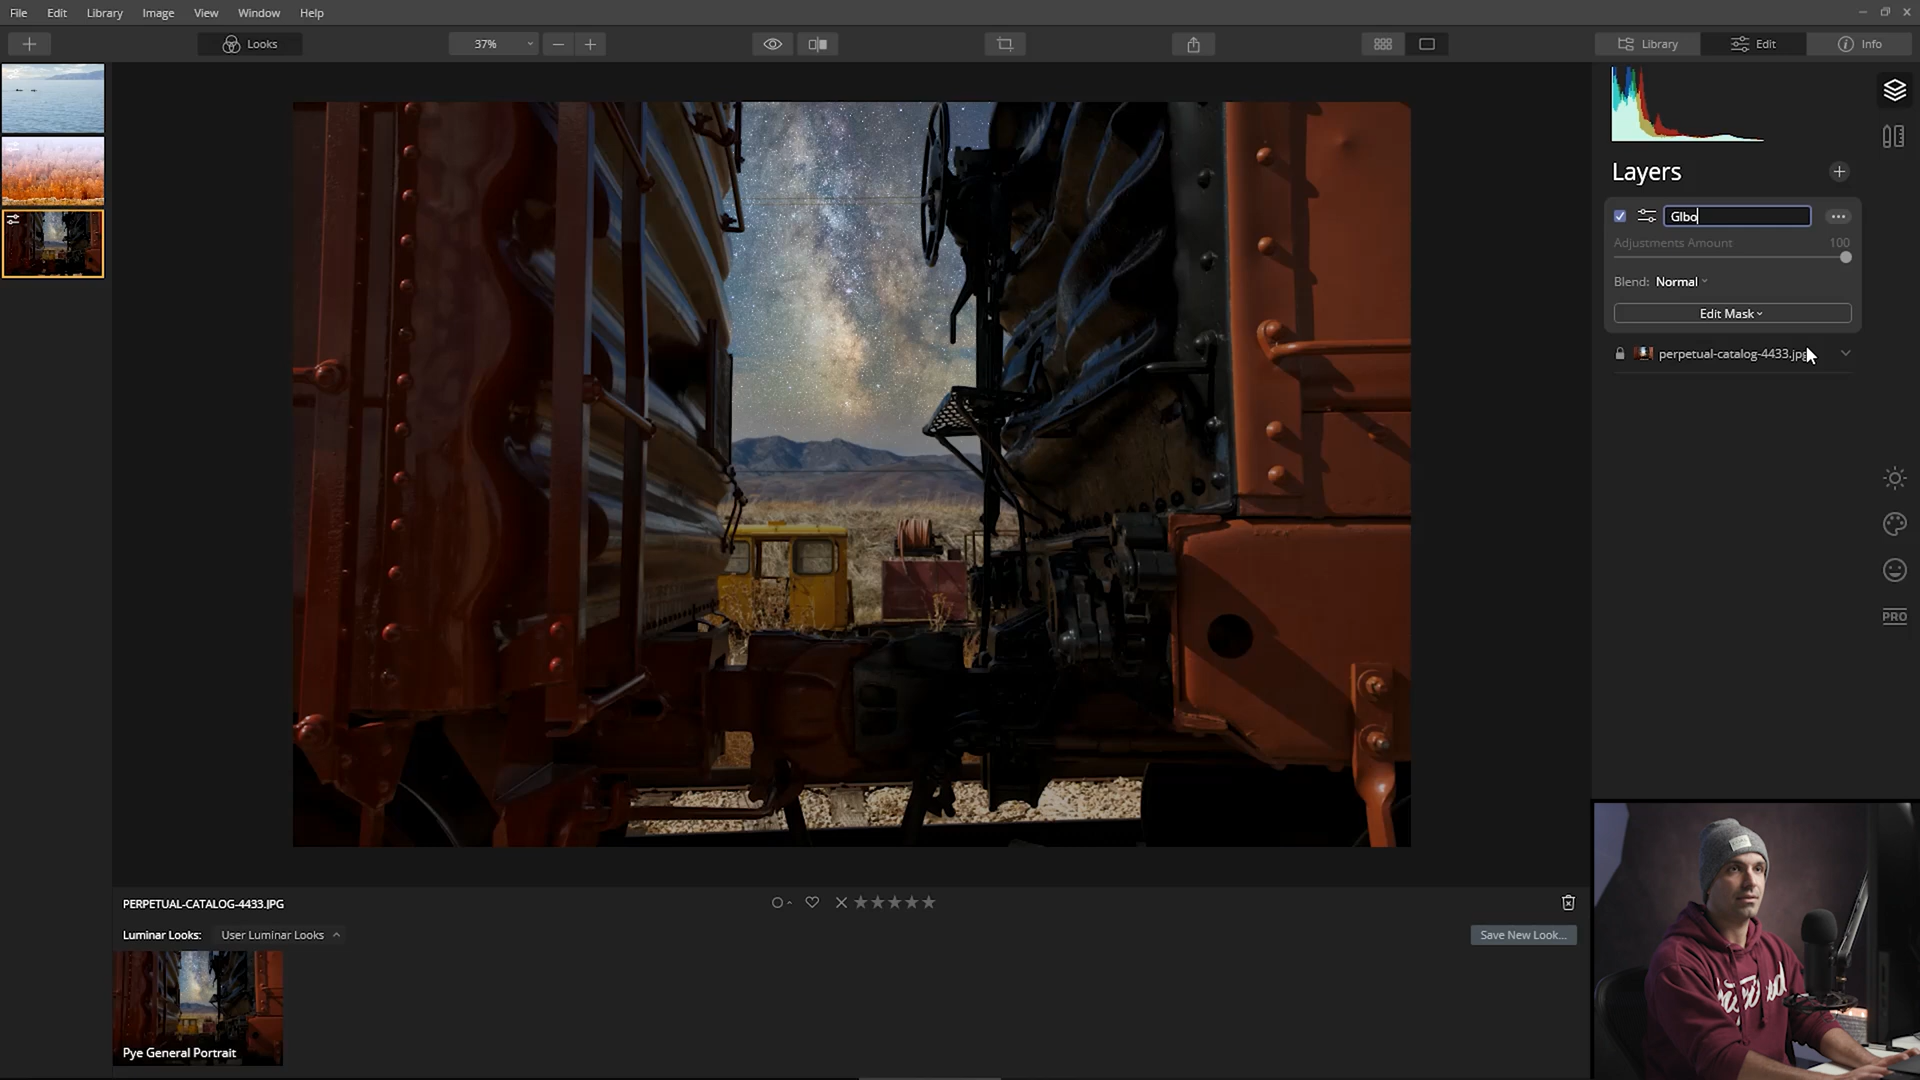 File Edit Library Image View Window Help
Looks 37% Library Edit Info
Layers
Glbo
Adjustments Amount 100
Blend: Normal
Edit Mask
perpetual-catalog-4433.jpg
PRO
PERPETUAL-CATALOG-4433.JPG
Luminar Looks: User Luminar Looks Save New Look...
Pye General Portrait